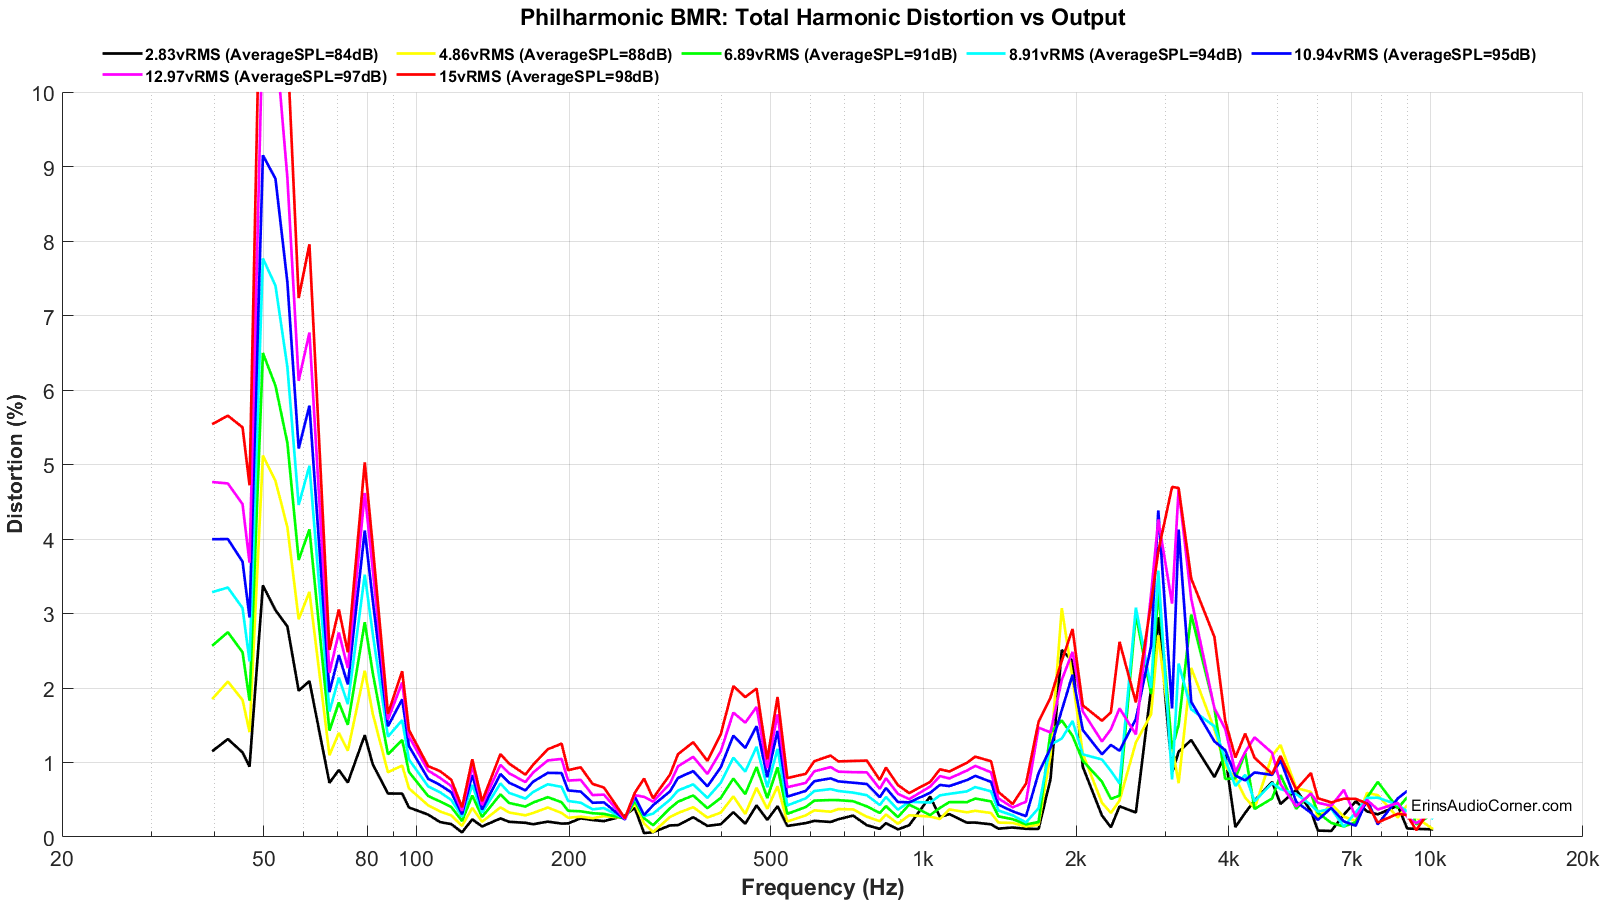 Philharmonic BMR: Total Harmonic Distortion vs Output
2.83vRMS (AverageSPL=84dB) 4.86vRMS (AverageSPL=88dB) 6.89vRMS (AverageSPL=91dB) 8.91vRMS (AverageSPL=94dB) 10.94vRMS (AverageSPL=95dB)
12.97vRMS (AverageSPL=97dB) 15vRMS (AverageSPL=98dB)
10
9
8
7
6
5
4
3
2
1
0
Distortion (%)
ErinsAudioCorner.com
20 50 80 100 200 500 1k 2k 4k 7k 10k 20k
Frequency (Hz)